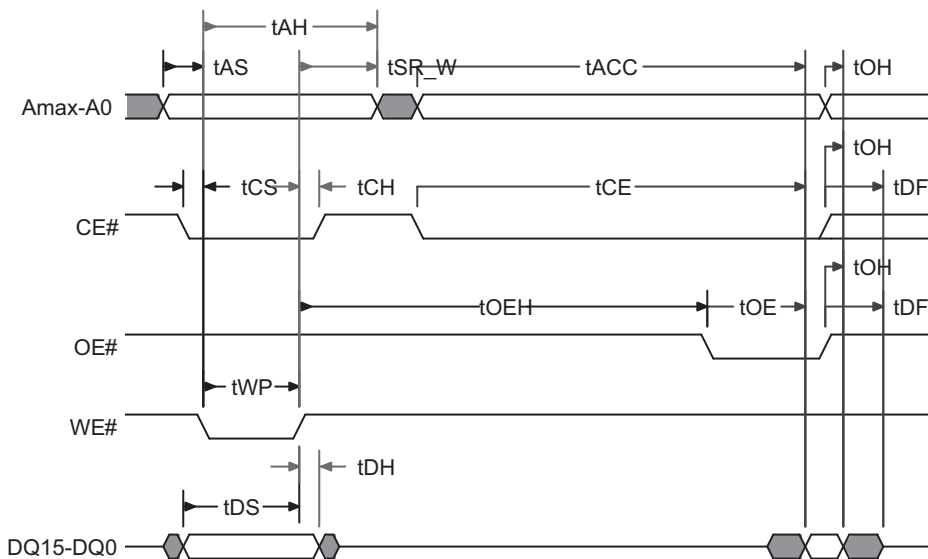 tAH
tAS tSR_W tACC tOH
Amax-A0
tOH
tCS tCH tCE tDF
CE#
tOH
tOEH tOE tDF
OE#
tWP
WE#
tDH
tDS
DQ15-DQ0